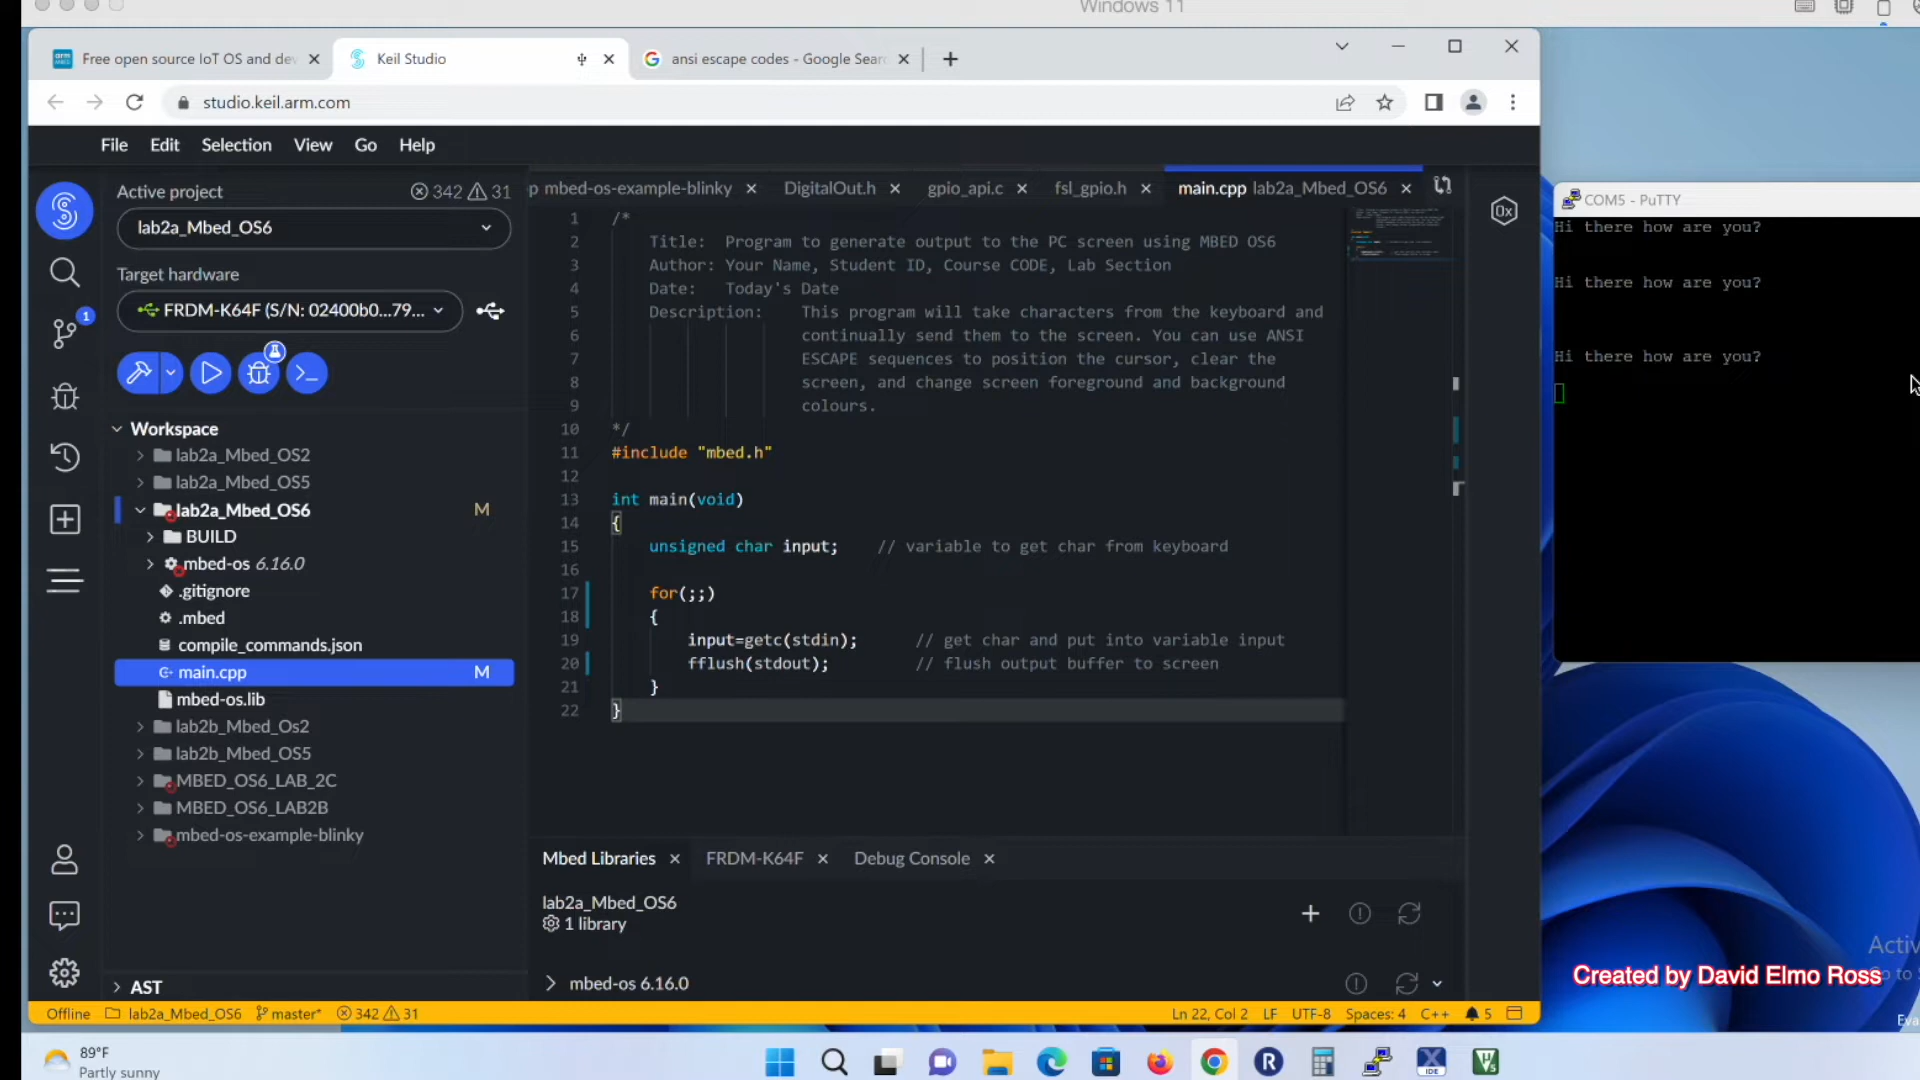 Windows 11
Free open source IoT OS and dev
Keil Studio
ansi escape codes - Google Sear
studio.keil.arm.com
File Edit Selection View Go Help
Active project 342 31
lab2a_Mbed_OS6
Target hardware
FRDM-K64F (S/N: 02400b0...79...
1
Workspace
lab2a_Mbed_OS2
lab2a_Mbed_OS5
lab2a_Mbed_OS6 M
BUILD
mbed-os 6.16.0
.gitignore
.mbed
compile_commands.json
main.cpp M
mbed-os.lib
lab2b_Mbed_Os2
lab2b_Mbed_OS5
MBED_OS6_LAB_2C
MBED_OS6_LAB2B
mbed-os-example-blinky
AST
p mbed-os-example-blinky DigitalOut.h gpio_api.c fsl_gpio.h main.cpp lab2a_Mbed_OS6
0x
1 /*
2 Title: Program to generate output to the PC screen using MBED OS6
3 Author: Your Name, Student ID, Course CODE, Lab Section
4 Date: Today's Date
5 Description: This program will take characters from the keyboard and
6 continually send them to the screen. You can use ANSI
7 ESCAPE sequences to position the cursor, clear the
8 screen, and change screen foreground and background
9 colours.
10 */
11 #include "mbed.h"
12
13 int main(void)
14 {
15 unsigned char input; // variable to get char from keyboard
16
17 for(;;)
18 {
19 input=getc(stdin); // get char and put into variable input
20 fflush(stdout); // flush output buffer to screen
21 }
22 }
Mbed Libraries FRDM-K64F Debug Console
lab2a_Mbed_OS6
1 library
mbed-os 6.16.0
Offline lab2a_Mbed_OS6 master* 342 31 Ln 22, Col 2 LF UTF-8 Spaces: 4 C++ 5
COM5 - PuTTY
Hi there how are you?
Hi there how are you?
Hi there how are you?
Activ
o to S
Created by David Elmo Ross
Eva
89°F
Partly sunny